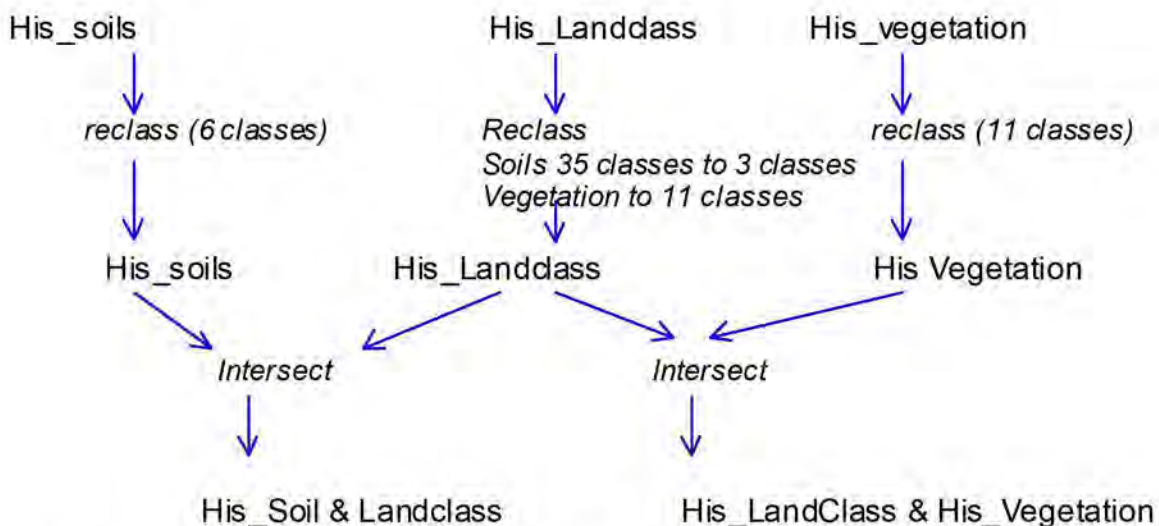 His_soils
His_Landclass
His_vegetation
reclass (6 classes)
Reclass
Soils 35 classes to 3 classes
Vegetation to 11 classes
reclass (11 classes)
His_soils
His_Landclass
His Vegetation
Intersect
Intersect
His_Soil & Landclass
His_LandClass & His_Vegetation